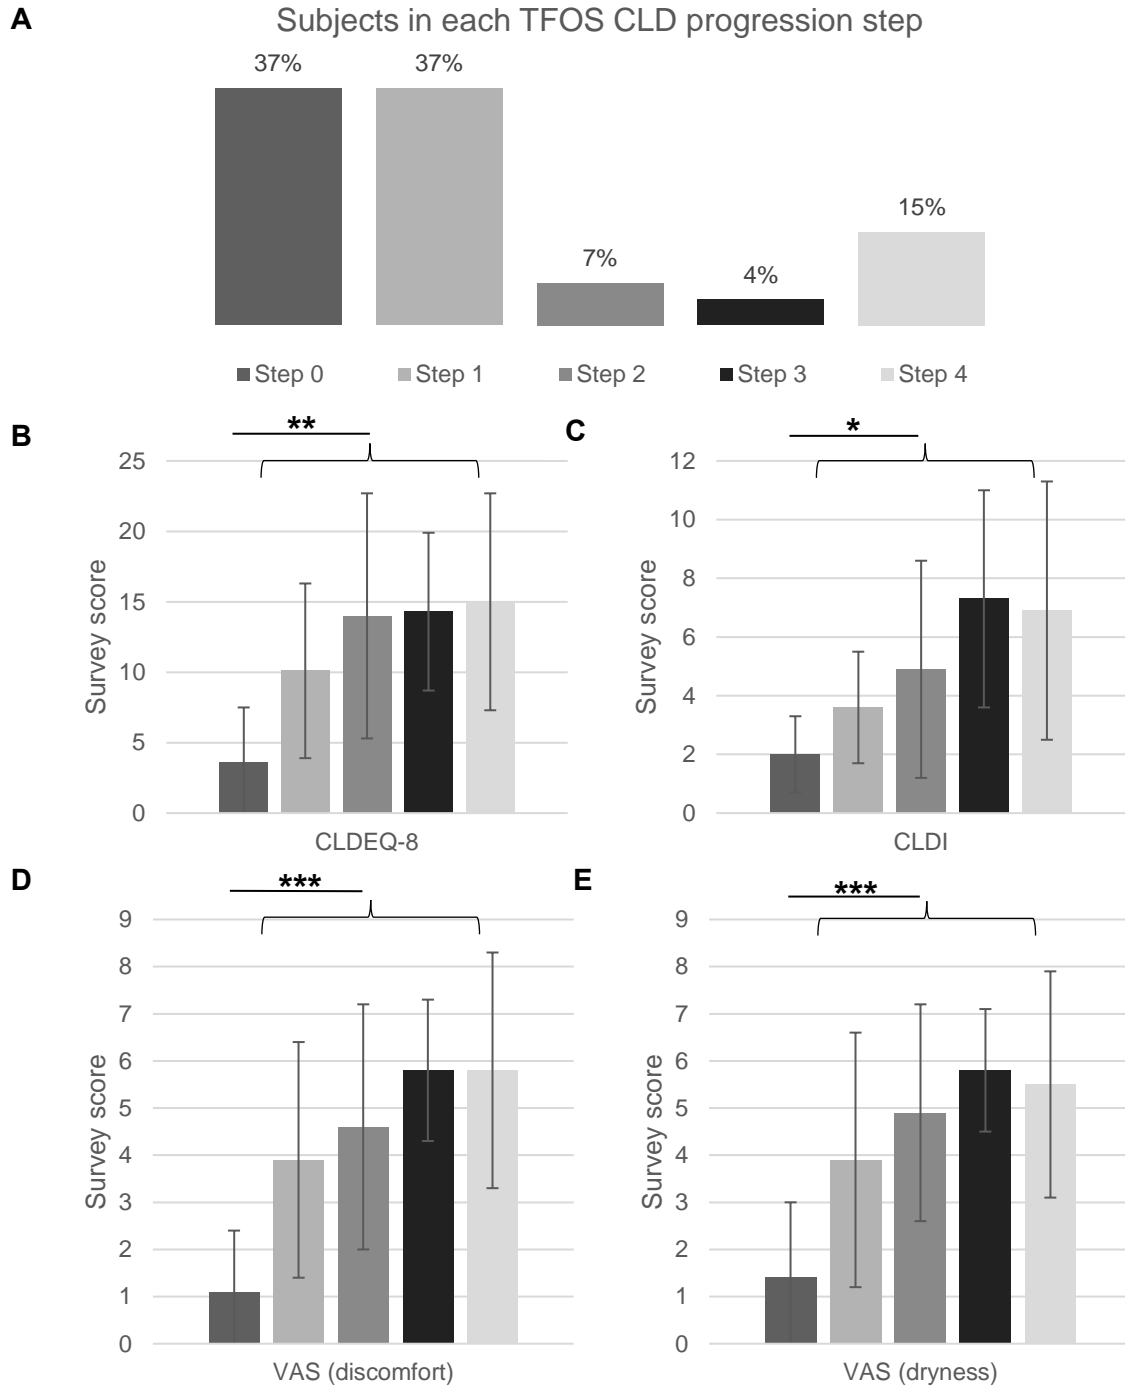 A
Subjects in each TFOS CLD progression step
37%
37%
7%
4%
15%
Step 0 Step 1 Step 2 Step 3 Step 4
B
**
25
20
15
10
5
0
Survey score
CLDEQ-8
C
*
12
10
8
6
4
2
0
Survey score
CLDI
D
***
9
8
7
6
5
4
3
2
1
0
Survey score
VAS (discomfort)
E
***
9
8
7
6
5
4
3
2
1
0
Survey score
VAS (dryness)